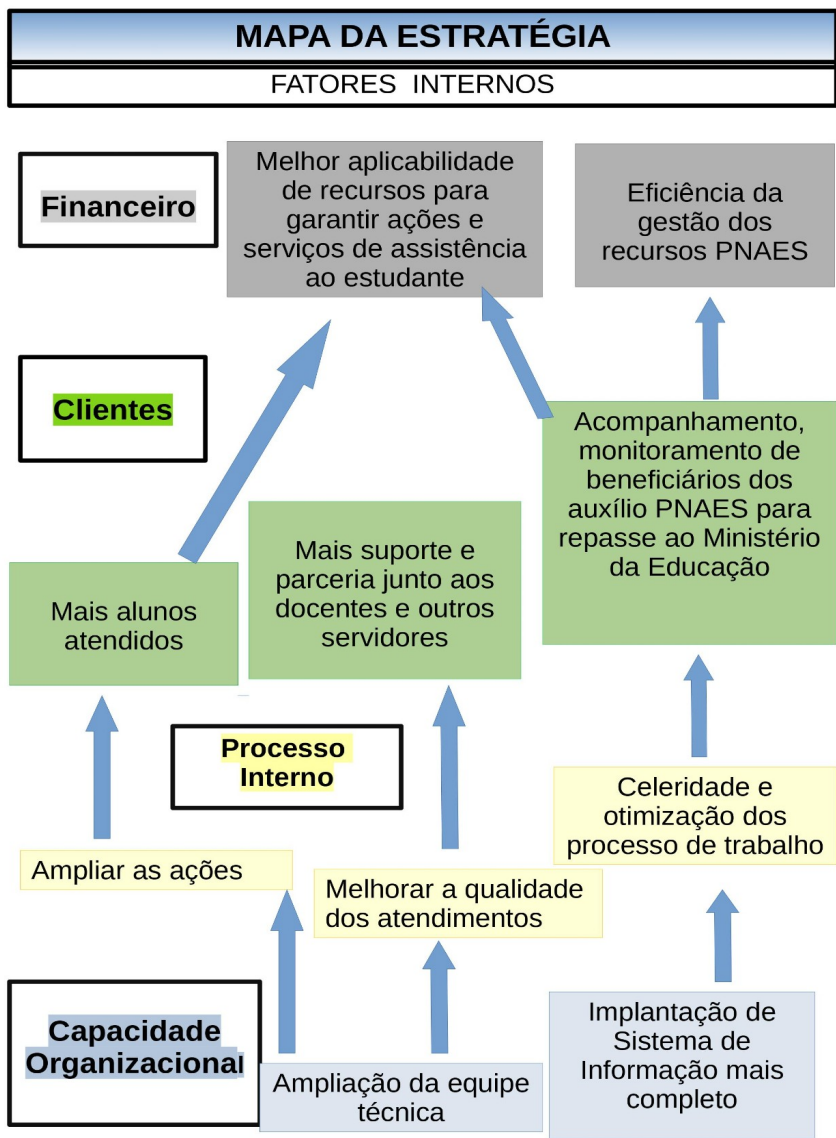 MAPA DA ESTRATÉGIA
FATORES INTERNOS
Financeiro
Melhor aplicabilidade
de recursos para
garantir ações e
serviços de assistência
ao estudante
Eficiência da
gestão dos
recursos PNAES
Clientes
Acompanhamento,
monitoramento de
beneficiários dos
auxílio PNAES para
repasse ao Ministério
da Educação
Mais suporte e
parceria junto aos
docentes e outros
servidores
Mais alunos
atendidos
Processo
Interno
Celeridade e
otimização dos
processo de trabalho
Ampliar as ações
Melhorar a qualidade
dos atendimentos
Capacidade
Organizacional
Ampliação da equipe
técnica
Implantação de
Sistema de
Informação mais
completo